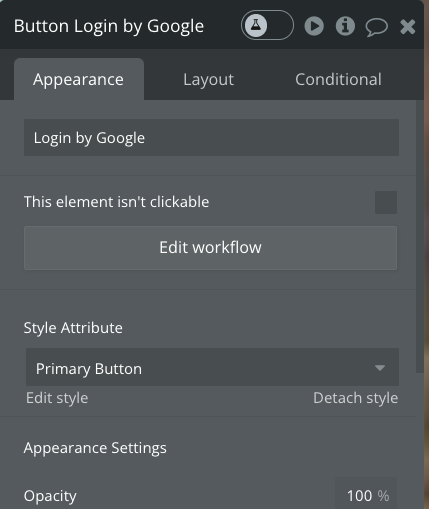 Button Login by Google
Appearance Layout Conditional
Login by Google
This element isn't clickable
Edit workflow
Style Attribute
Primary Button
Edit style Detach style
Appearance Settings
Opacity 100 %